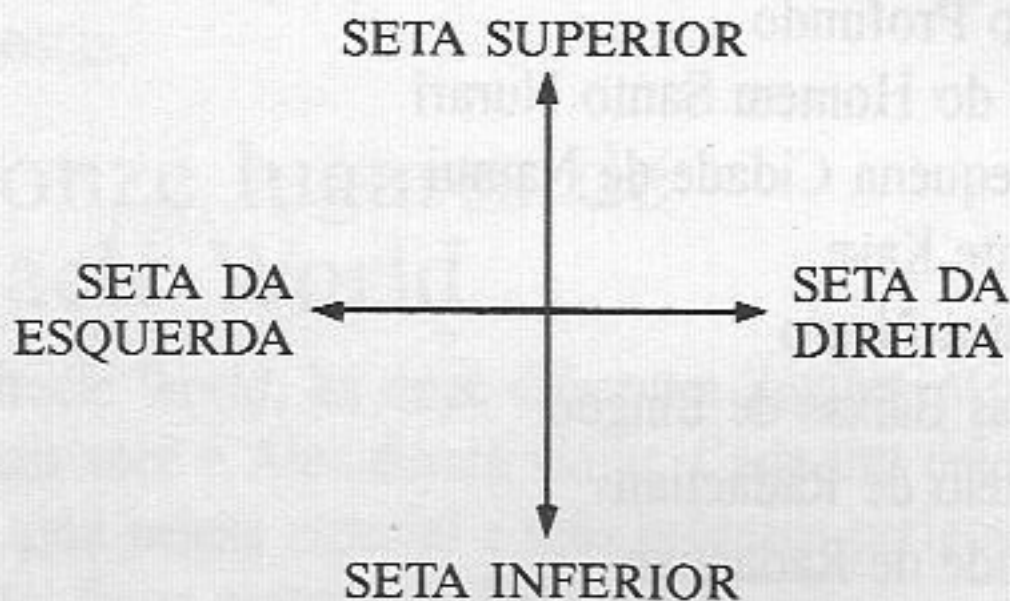 SETA SUPERIOR
SETA DA
ESQUERDA
SETA DA
DIREITA
SETA INFERIOR